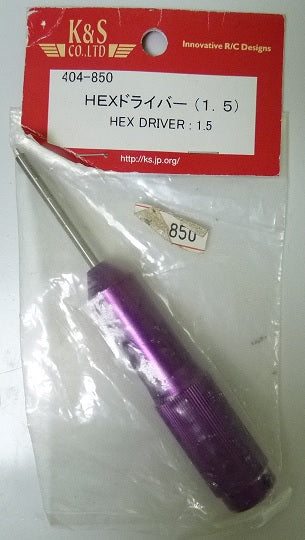 K&S
CO.LTD
Innovative R/C Designs
404-850
HEXドライバー（1．5）
HEX DRIVER : 1.5
http://ks.jp.org/
850